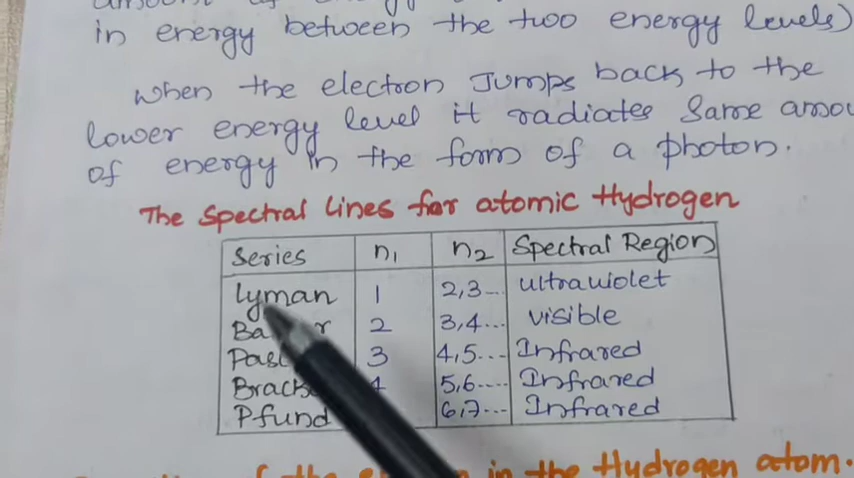 in energy between the two energy levels)
when the electron Jumps back to the
lower energy level it radiates Same
of energy in the form of a photon.
The Spectral Lines for atomic Hydrogen
Series n₁ n₂ Spectral Region
Lyman 1 2,3... ultraviolet
2 3,4... visible
3 4,5... Infrared
4 5,6.... Infrared
Pfund 6,7... Infrared
of the in the Hydrogen atom.